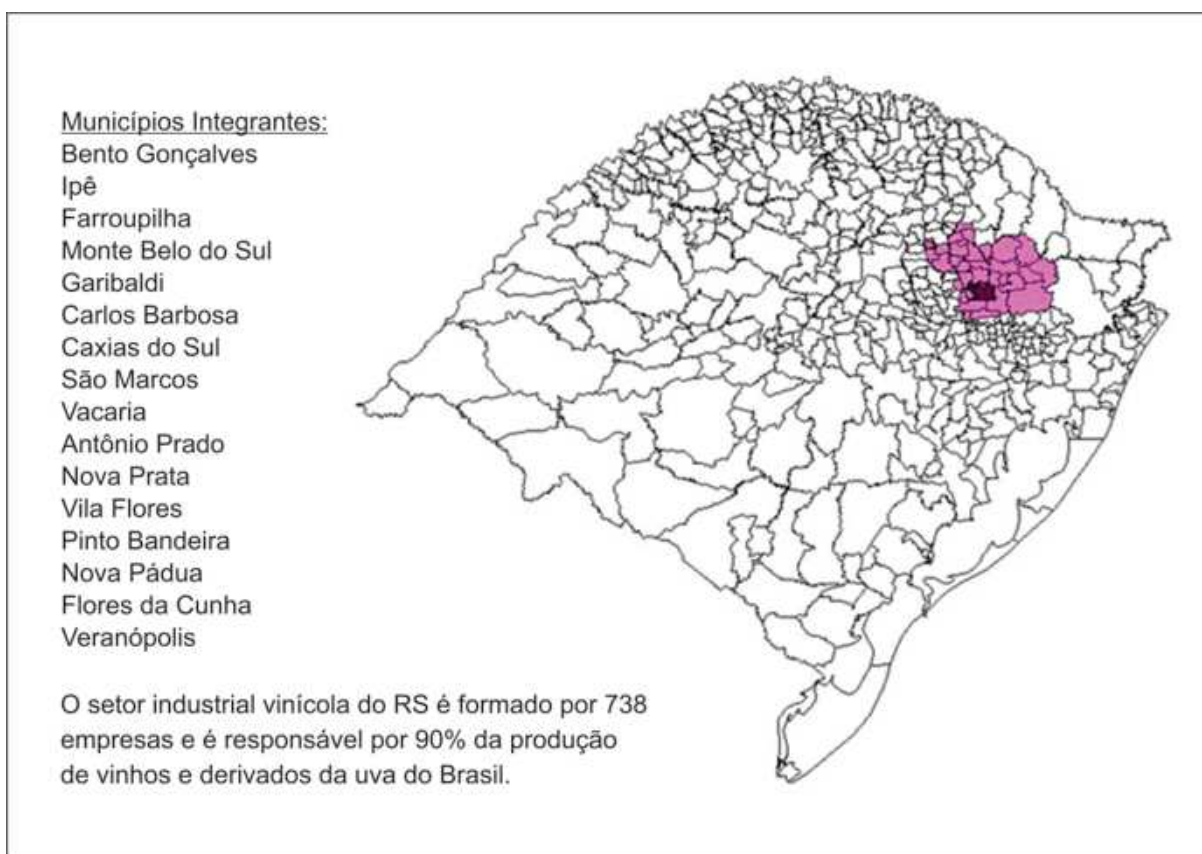 Municípios Integrantes:
Bento Gonçalves
Ipê
Farroupilha
Monte Belo do Sul
Garibaldi
Carlos Barbosa
Caxias do Sul
São Marcos
Vacaria
Antônio Prado
Nova Prata
Vila Flores
Pinto Bandeira
Nova Pádua
Flores da Cunha
Veranópolis
O setor industrial vinícola do RS é formado por 738
empresas e é responsável por 90% da produção
de vinhos e derivados da uva do Brasil.